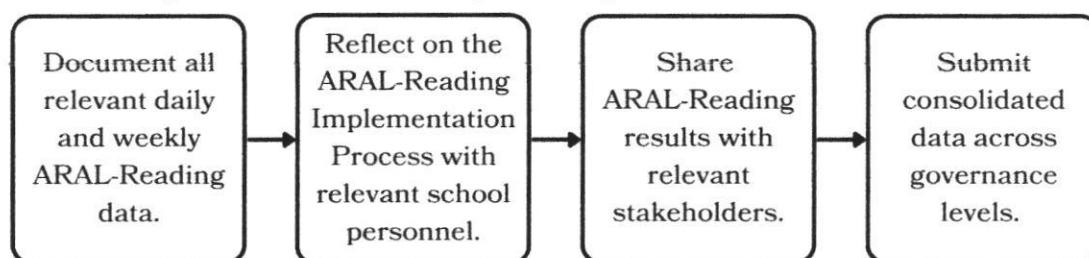 Document all
relevant daily
and weekly
ARAL-Reading
data.
Reflect on the
ARAL-Reading
Implementation
Process with
relevant school
personnel.
Share
ARAL-Reading
results with
relevant
stakeholders.
Submit
consolidated
data across
governance
levels.